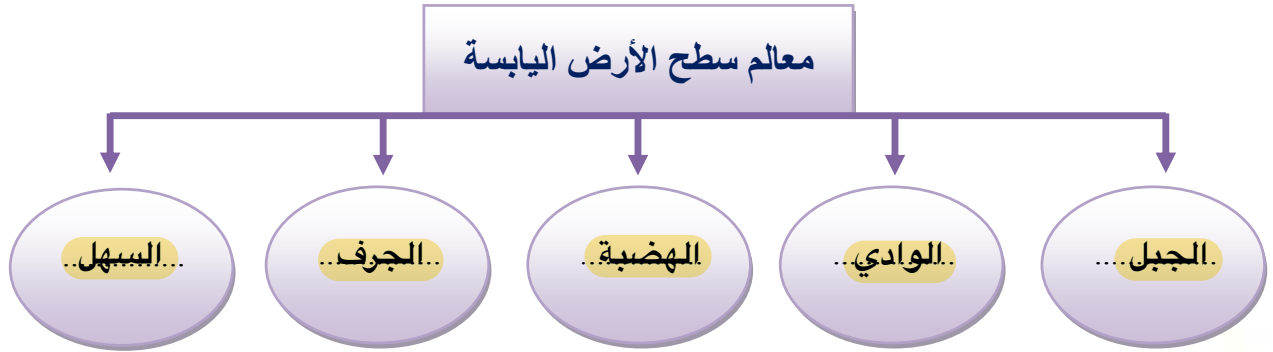 معالم سطح الأرض اليابسة
الجبل
الوادي
الهضبة
الجرف
السهل